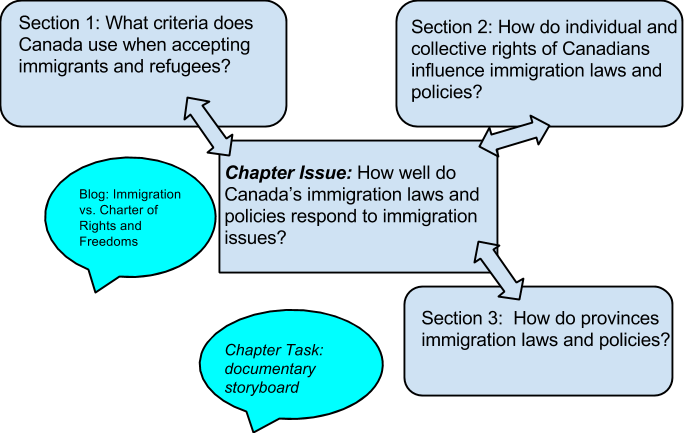 Section 1: What criteria does
Canada use when accepting
immigrants and refugees?
Section 2: How do individual and
collective rights of Canadians
influence immigration laws and
policies?
Chapter Issue: How well do
Canada's immigration laws and
policies respond to immigration
issues?
Blog: Immigration
vs. Charter of
Rights and
Freedoms
Section 3:  How do provinces
immigration laws and policies?
Chapter Task:
documentary
storyboard